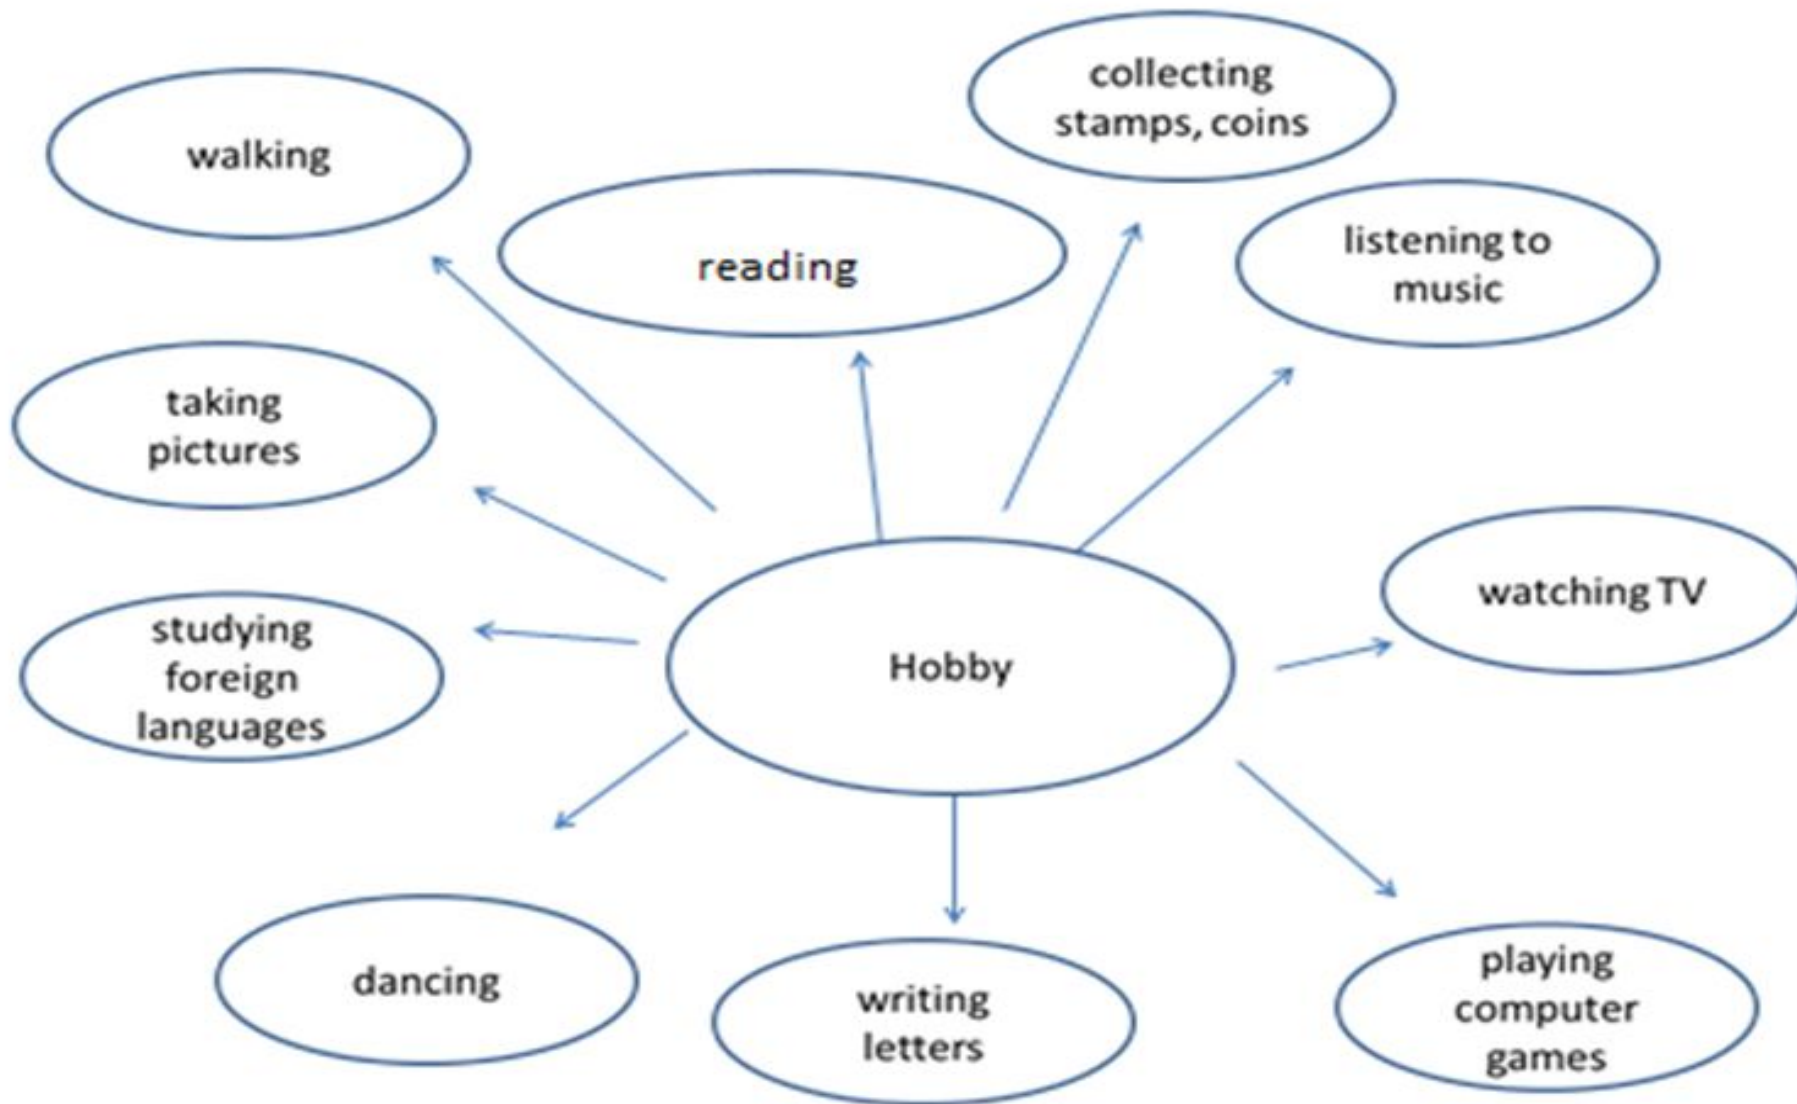 collecting
stamps, coins
walking
reading
listening to
music
taking
pictures
watching TV
studying
foreign
languages
Hobby
dancing
writing
letters
playing
computer
games